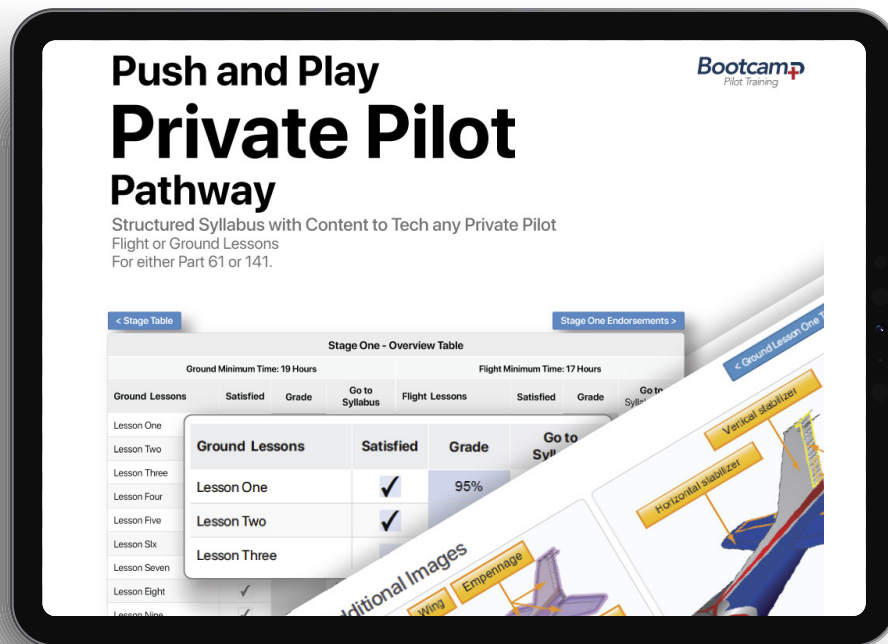 Push and Play
Bootcamp
Pilot Training
Private Pilot
Pathway
Structured Syllabus with Content to Tech any Private Pilot
Flight or Ground Lessons
For either Part 61 or 141.
< Stage Table
Stage One Endorsements >
Stage One - Overview Table
Ground Minimum Time: 19 Hours
Flight Minimum Time: 17 Hours
Ground Lessons Satisfied Grade Go to Syllabus Flight Lessons Satisfied Grade Go to
Lesson One
Lesson Two
Lesson Three
Lesson Four
Lesson Five
Lesson SIx
Lesson Seven
Lesson Eight ✓
Lesson Nine
Ground Lessons Satisfied Grade Go to
Lesson One ✓ 95%
Lesson Two ✓
Lesson Three
< Ground Lesson One
Vertical stabilizer
Horizontal stabilizer
Images
Empennage
Wing